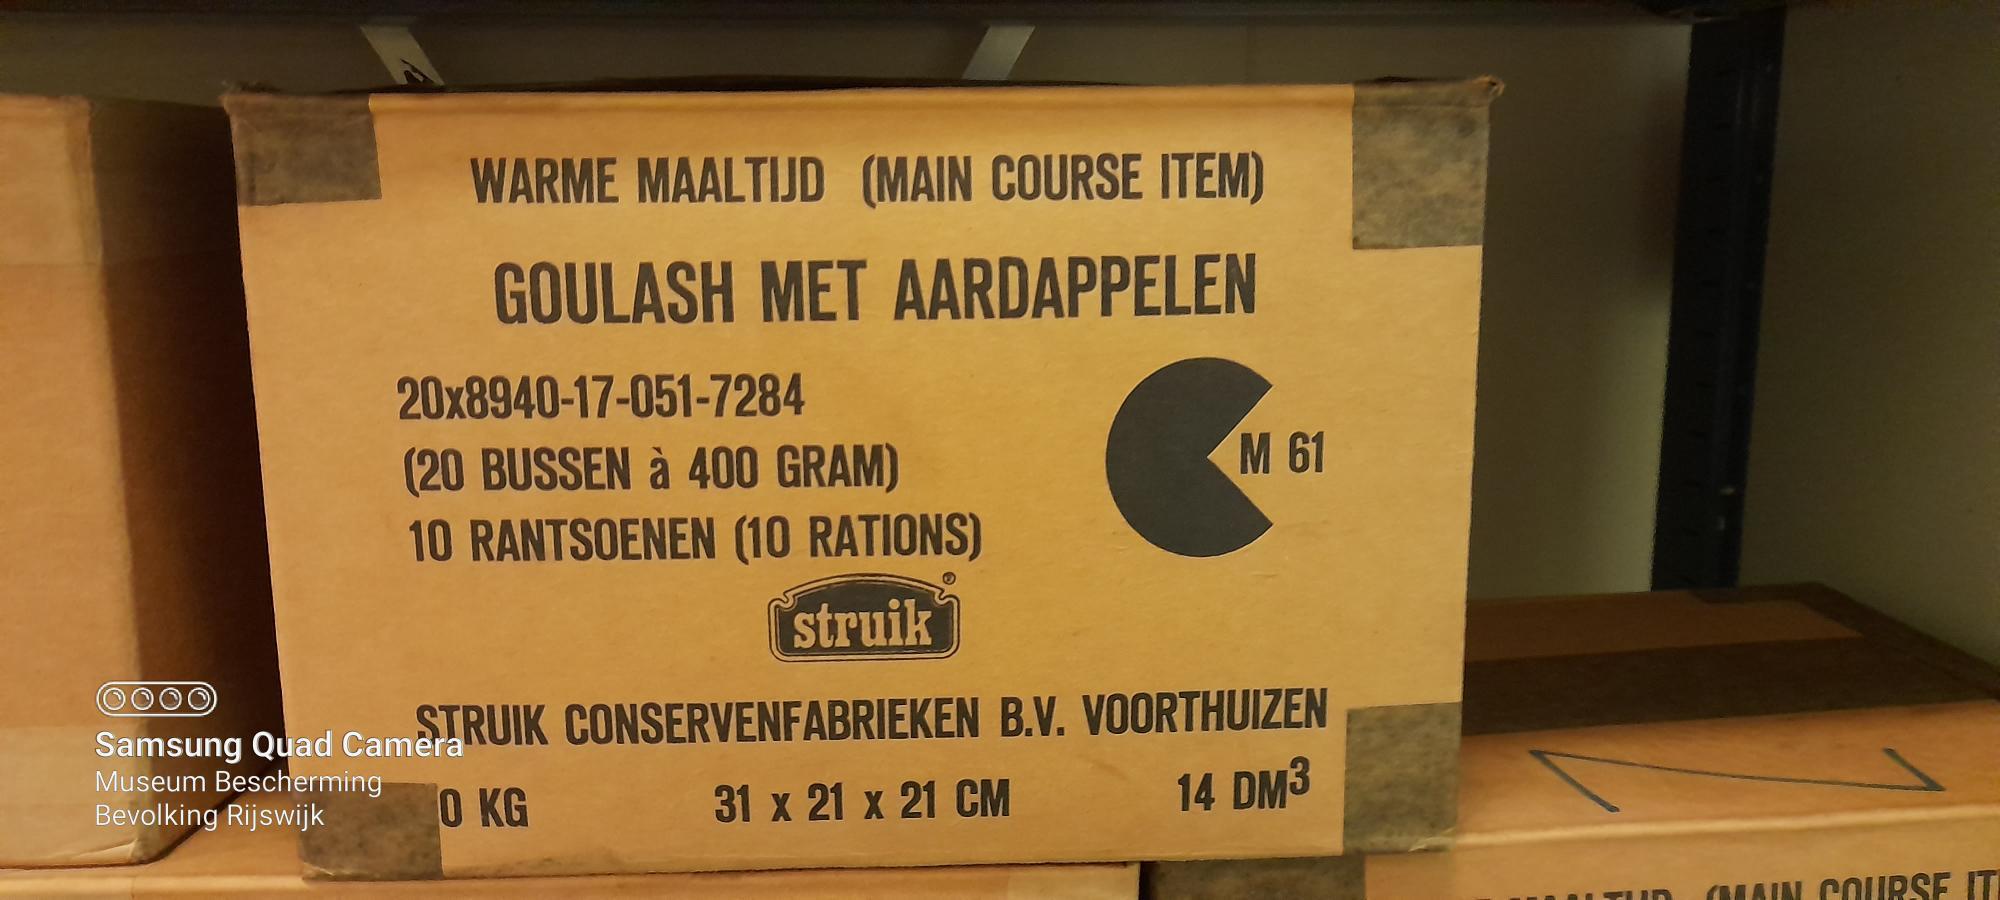 WARME MAALTIJD (MAIN COURSE ITEM)
GOULASH MET AARDAPPELEN
20x8940-17-051-7284
(20 BUSSEN à 400 GRAM)
10 RANTSOENEN (10 RATIONS)
M 61
struik®
STRUIK CONSERVENFABRIEKEN B.V. VOORTHUIZEN
0 KG 31 x 21 x 21 CM 14 DM³
Samsung Quad Camera
Museum Bescherming
Bevolking Rijswijk
(MAIN COURSE